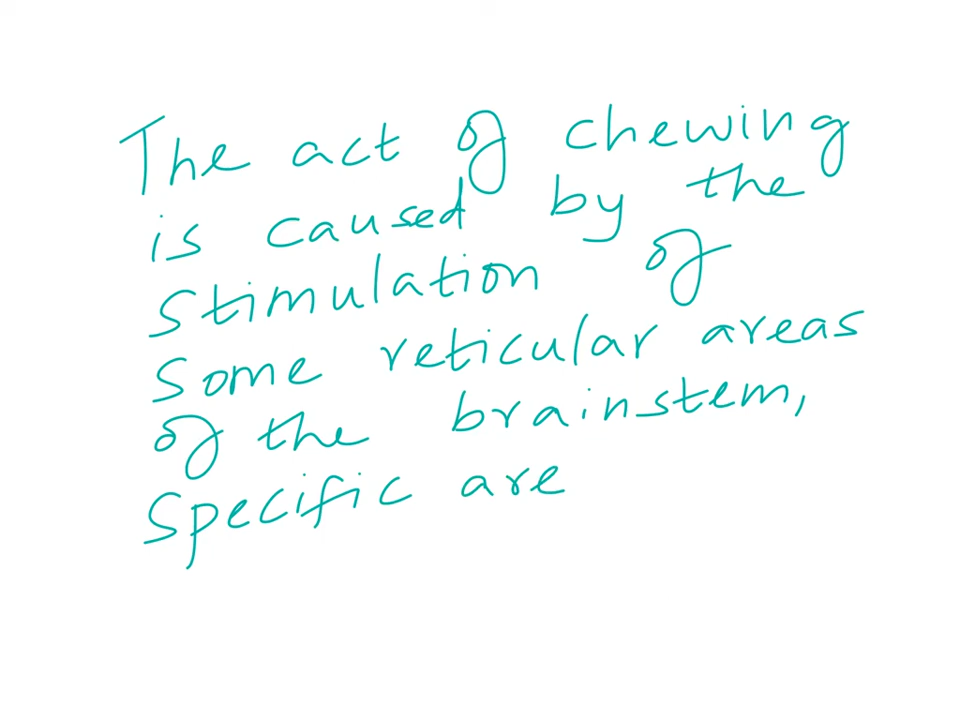 The act of chewing
is caused by the
stimulation of
some reticular areas
of the brainstem,
specific are